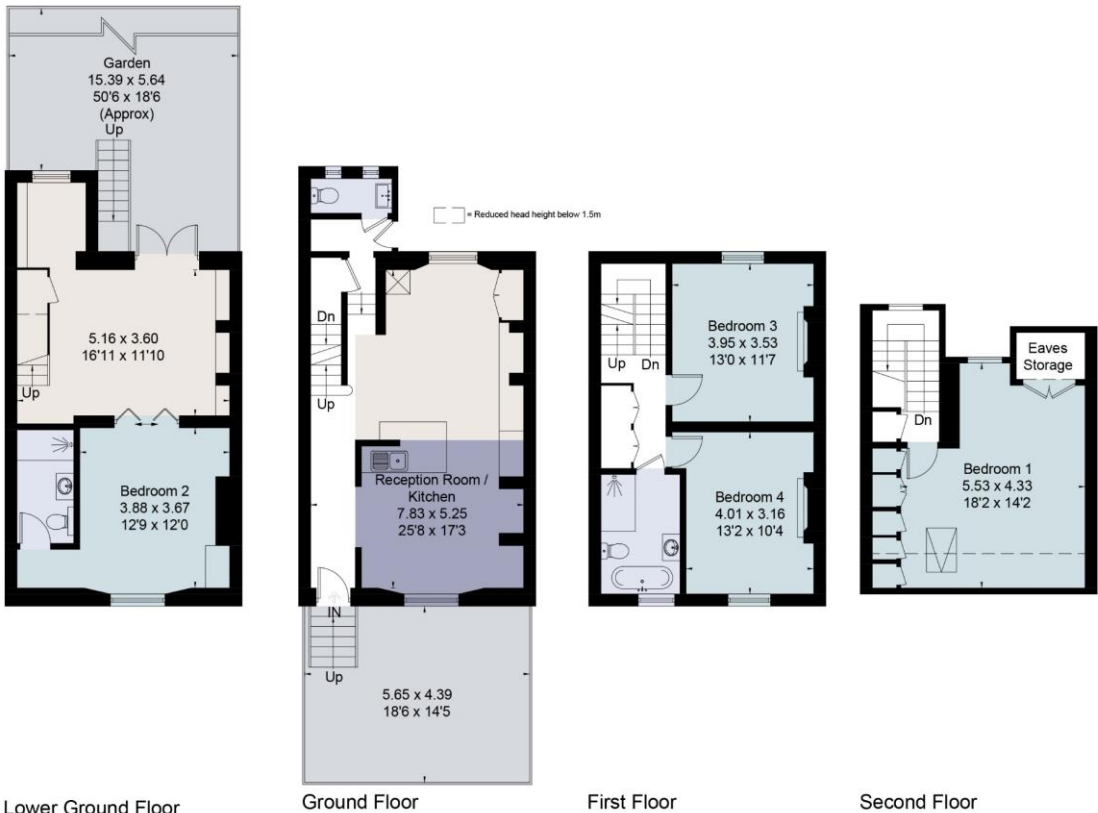 Garden
15.39 x 5.64
50'6 x 18'6
(Approx)
Up
5.16 x 3.60
16'11 x 11'10
Up
Bedroom 2
3.88 x 3.67
12'9 x 12'0
Lower Ground Floor
= Reduced head height below 1.5m
Dn
Up
Reception Room /
Kitchen
7.83 x 5.25
25'8 x 17'3
IN
Up
5.65 x 4.39
18'6 x 14'5
Ground Floor
Up
Dn
Bedroom 3
3.95 x 3.53
13'0 x 11'7
Bedroom 4
4.01 x 3.16
13'2 x 10'4
First Floor
Eaves
Storage
Dn
Bedroom 1
5.53 x 4.33
18'2 x 14'2
Second Floor